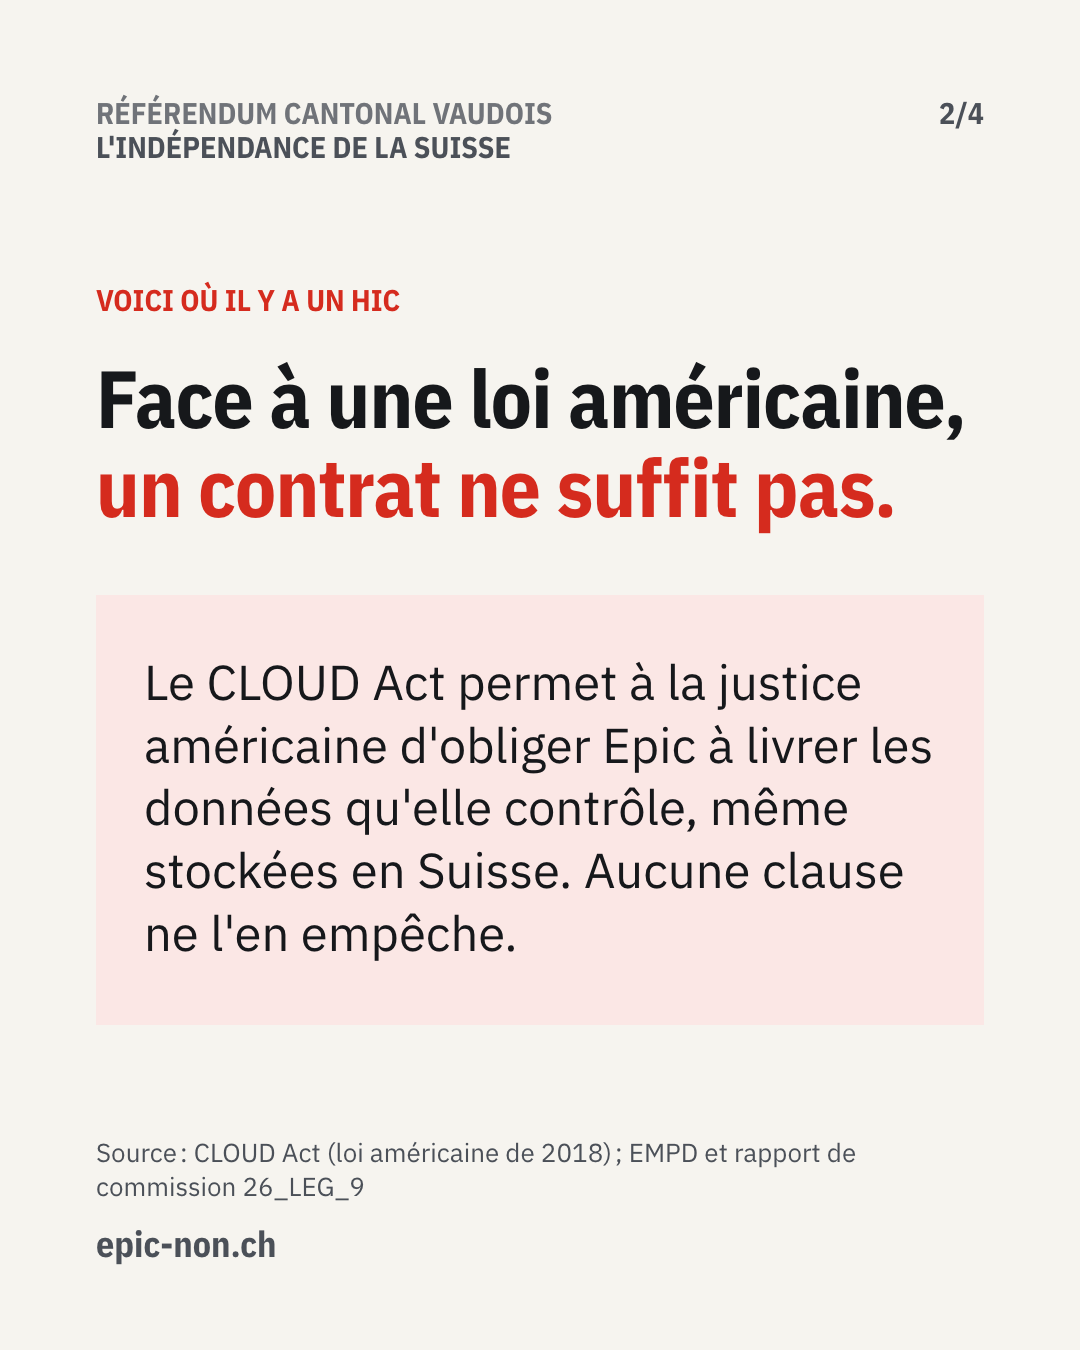 RÉFÉRENDUM CANTONAL VAUDOIS
2/4
L'INDÉPENDANCE DE LA SUISSE
VOICI OÙ IL Y A UN HIC
Face à une loi américaine,
un contrat ne suffit pas.
Le CLOUD Act permet à la justice
américaine d'obliger Epic à livrer les
données qu'elle contrôle, même
stockées en Suisse. Aucune clause
ne l'en empêche.
Source : CLOUD Act (loi américaine de 2018) ; EMPD et rapport de
commission 26_LEG_9
epic-non.ch